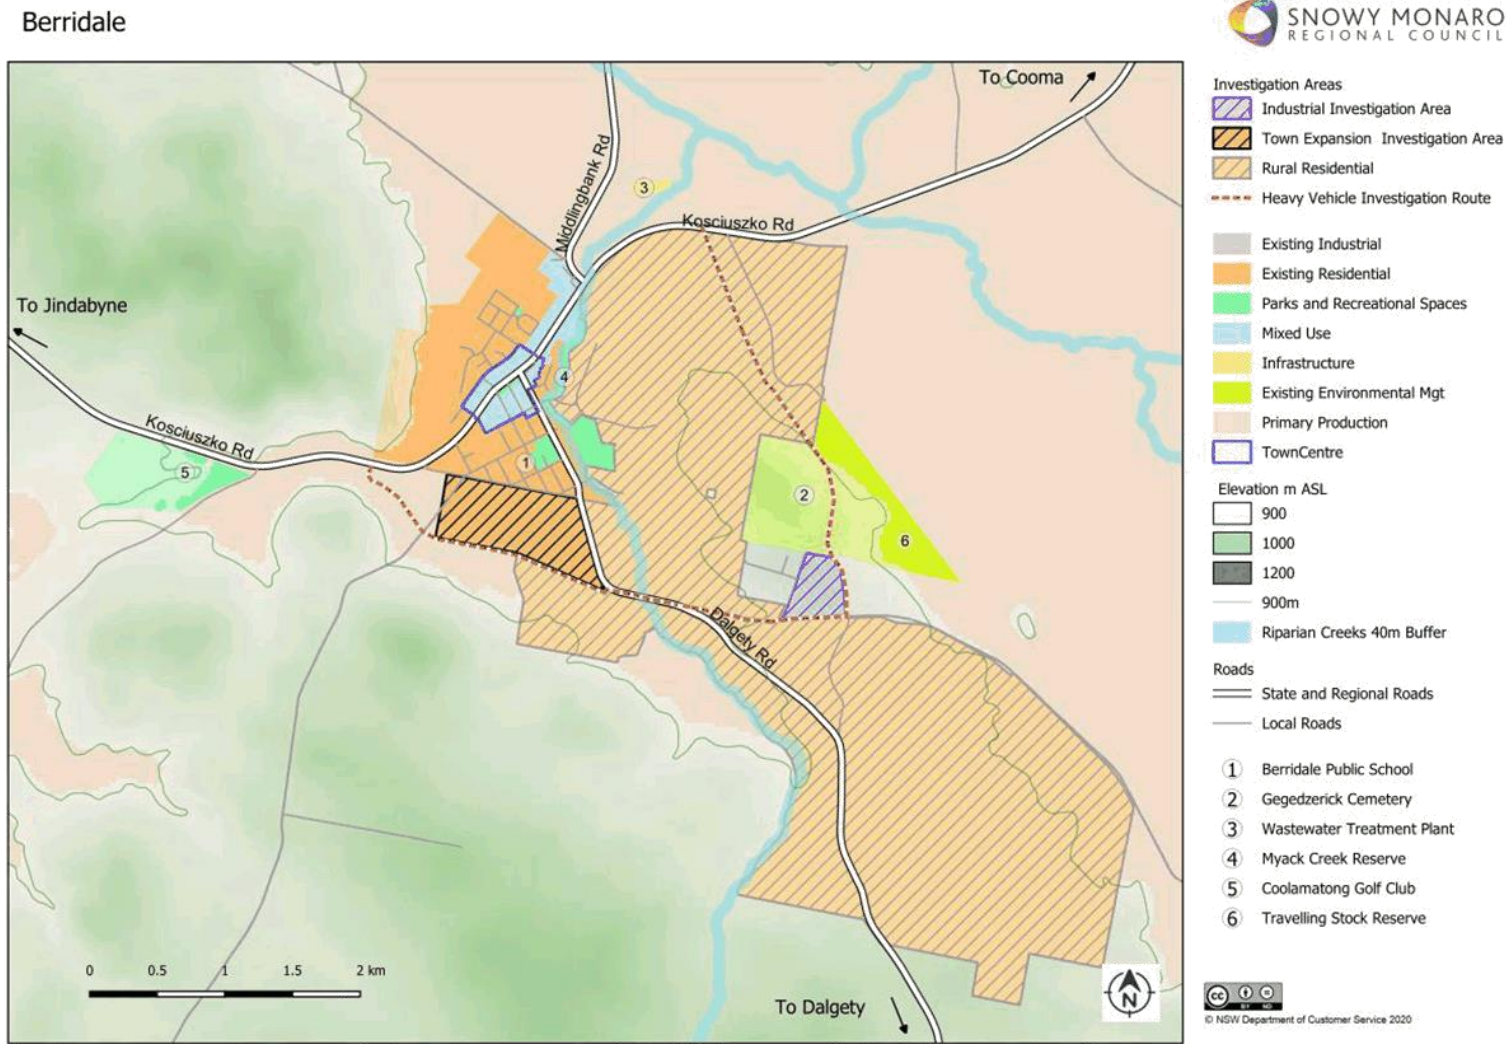 Berridale
SNOWY MONARO
REGIONAL COUNCIL
To Cooma
Middlingbank Rd
3
Kosciuszko Rd
To Jindabyne
4
Kosciuszko Rd
5
1
2
6
Dalgety Rd
0 0.5 1 1.5 2 km
To Dalgety
N
Investigation Areas
Industrial Investigation Area
Town Expansion Investigation Area
Rural Residential
Heavy Vehicle Investigation Route
Existing Industrial
Existing Residential
Parks and Recreational Spaces
Mixed Use
Infrastructure
Existing Environmental Mgt
Primary Production
TownCentre
Elevation m ASL
900
1000
1200
900m
Riparian Creeks 40m Buffer
Roads
State and Regional Roads
Local Roads
1 Berridale Public School
2 Gegedzerick Cemetery
3 Wastewater Treatment Plant
4 Myack Creek Reserve
5 Coolamatong Golf Club
6 Travelling Stock Reserve
cc
BY ND
© NSW Department of Customer Service 2020